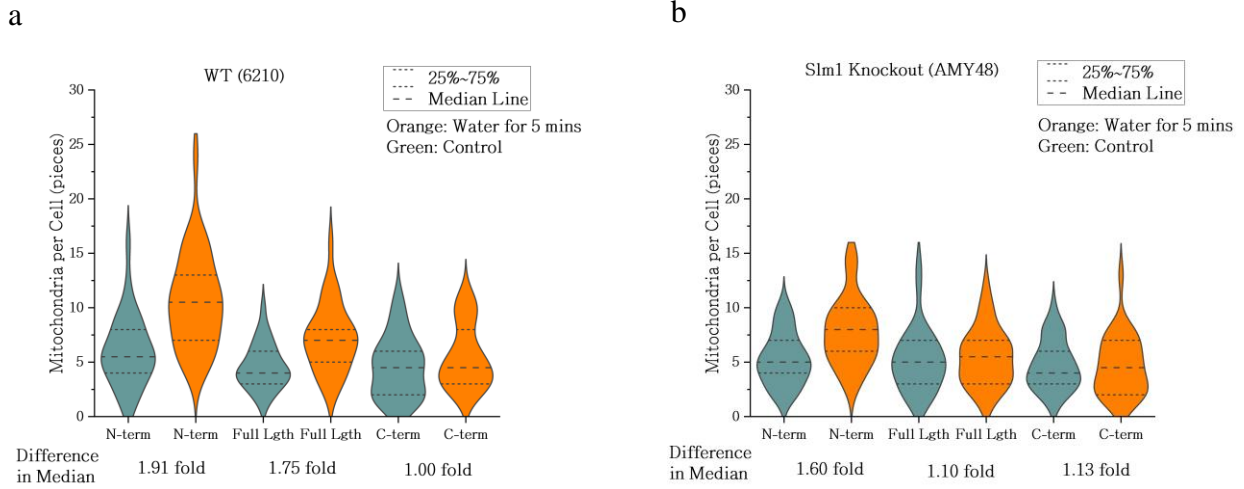 a
WT (6210)
25%~75%
Median Line
Orange: Water for 5 mins
Green: Control
Mitochondria per Cell (pieces)
30
25
20
15
10
5
0
N-term N-term Full Lgth Full Lgth C-term C-term
Difference
in Median
1.91 fold 1.75 fold 1.00 fold
b
Slm1 Knockout (AMY48)
25%~75%
Median Line
Orange: Water for 5 mins
Green: Control
Mitochondria per Cell (pieces)
30
25
20
15
10
5
0
N-term N-term Full Lgth Full Lgth C-term C-term
Difference
in Median
1.60 fold 1.10 fold 1.13 fold